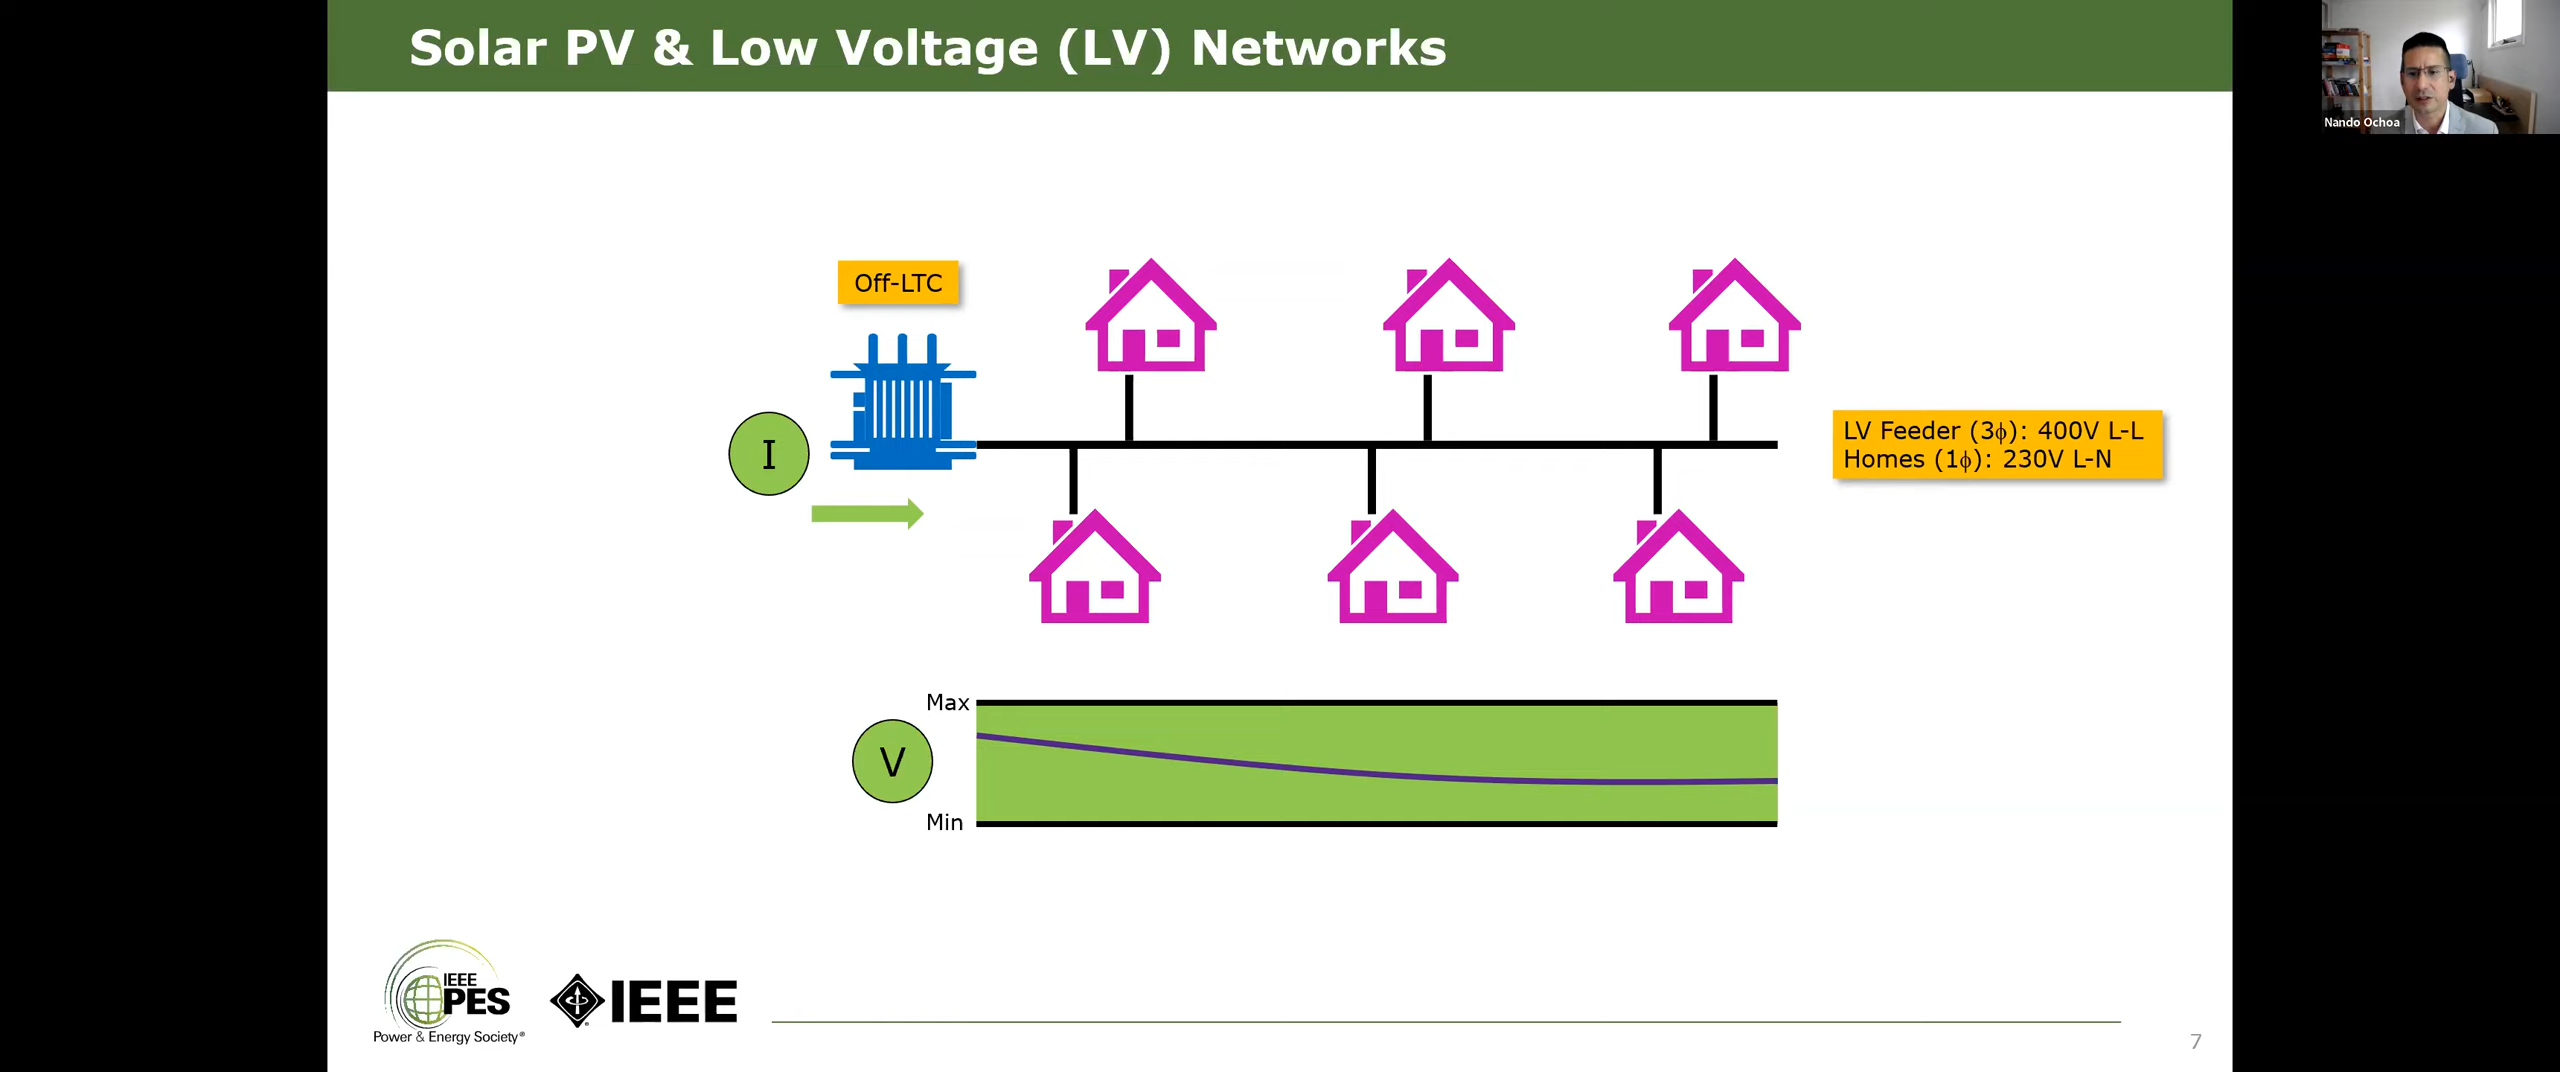 Solar PV & Low Voltage (LV) Networks
Nando Ochoa
Off-LTC
I
LV Feeder (3ϕ): 400V L-L
Homes (1ϕ): 230V L-N
Max
V
Min
IEEE
PES
Power & Energy Society®
IEEE
7